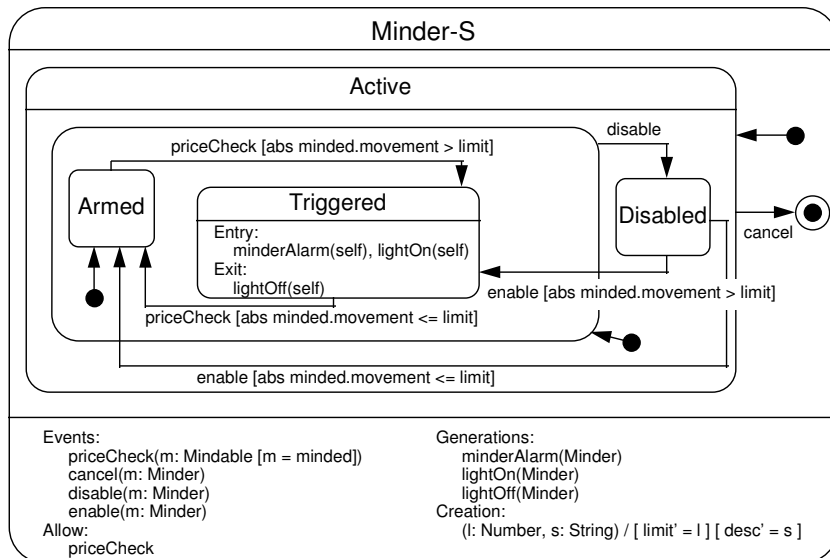 Minder-S
Active
disable
priceCheck [abs minded.movement > limit]
Armed
Triggered
Disabled
Entry:
minderAlarm(self), lightOn(self)
Exit:
lightOff(self)
cancel
enable [abs minded.movement > limit]
priceCheck [abs minded.movement <= limit]
enable [abs minded.movement <= limit]
Events:
priceCheck(m: Mindable [m = minded])
cancel(m: Minder)
disable(m: Minder)
enable(m: Minder)
Allow:
priceCheck
Generations:
minderAlarm(Minder)
lightOn(Minder)
lightOff(Minder)
Creation:
(l: Number, s: String) / [ limit' = l ] [ desc' = s ]